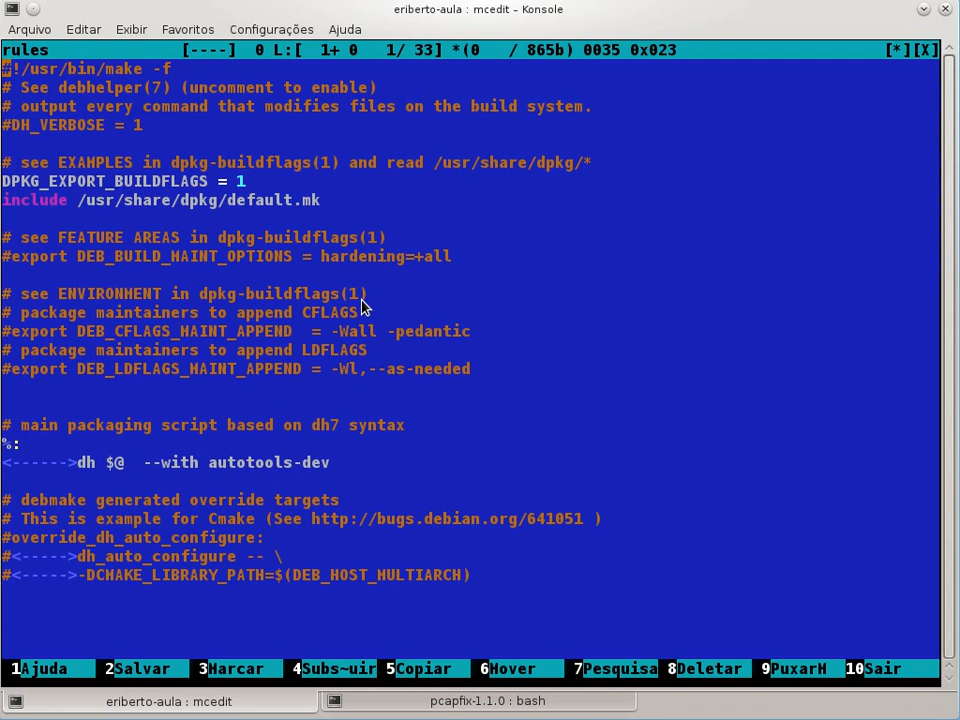 eriberto-aula : mcedit – Konsole
Arquivo Editar Exibir Favoritos Configurações Ajuda
rules [----] 0 L:[ 1+ 0 1/ 33] *(0 / 865b) 0035 0x023 [*][X]
#!/usr/bin/make -f
# See debhelper(7) (uncomment to enable)
# output every command that modifies files on the build system.
#DH_VERBOSE = 1
# see EXAMPLES in dpkg-buildflags(1) and read /usr/share/dpkg/*
DPKG_EXPORT_BUILDFLAGS = 1
include /usr/share/dpkg/default.mk
# see FEATURE AREAS in dpkg-buildflags(1)
#export DEB_BUILD_MAINT_OPTIONS = hardening=+all
# see ENVIRONMENT in dpkg-buildflags(1)
# package maintainers to append CFLAGS
#export DEB_CFLAGS_MAINT_APPEND  = -Wall -pedantic
# package maintainers to append LDFLAGS
#export DEB_LDFLAGS_MAINT_APPEND = -Wl,--as-needed
# main packaging script based on dh7 syntax
%:
<------>dh $@  --with autotools-dev
# debmake generated override targets
# This is example for Cmake (See http://bugs.debian.org/641051 )
#override_dh_auto_configure:
#<----->dh_auto_configure -- \
#<----->-DCMAKE_LIBRARY_PATH=$(DEB_HOST_MULTIARCH)
1Ajuda 2Salvar 3Marcar 4Subs~uir 5Copiar 6Mover 7Pesquisa 8Deletar 9PuxarM 10Sair
eriberto-aula : mcedit pcapfix-1.1.0 : bash